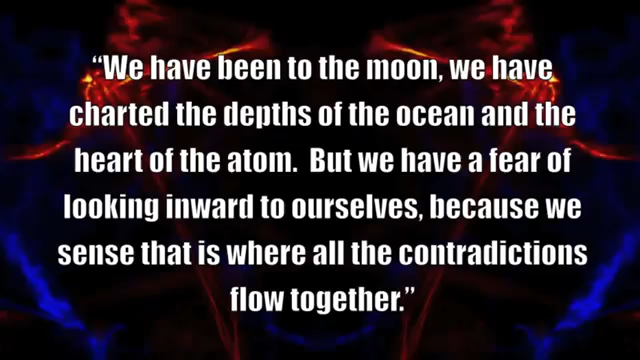 “We have been to the moon, we have
charted the depths of the ocean and the
heart of the atom.  But we have a fear of
looking inward to ourselves, because we
sense that is where all the contradictions
flow together.”